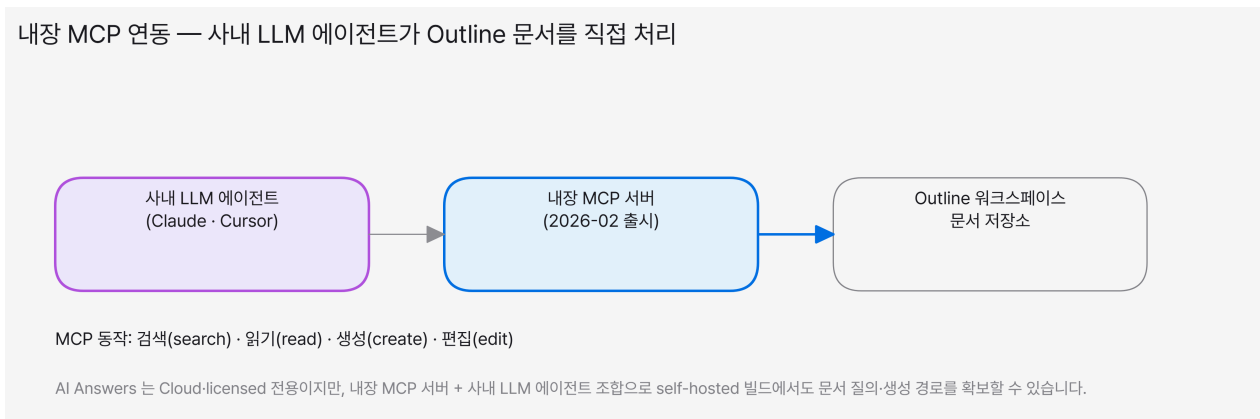 내장 MCP 연동 — 사내 LLM 에이전트가 Outline 문서를 직접 처리
사내 LLM 에이전트
(Claude · Cursor)
내장 MCP 서버
(2026-02 출시)
Outline 워크스페이스
문서 저장소
MCP 동작: 검색(search) · 읽기(read) · 생성(create) · 편집(edit)
AI Answers 는 Cloud·licensed 전용이지만, 내장 MCP 서버 + 사내 LLM 에이전트 조합으로 self-hosted 빌드에서도 문서 질의·생성 경로를 확보할 수 있습니다.